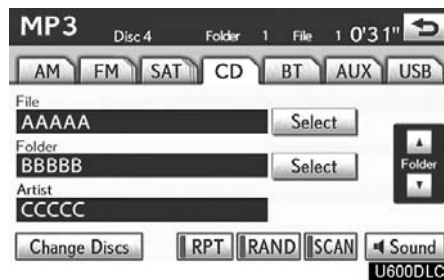 MP3 Disc 4 Folder 1 File 1 0'31"
AM FM SAT CD BT AUX USB
File
AAAAA Select
Folder
BBBBB Select
Folder
Artist
CCCCC
Change Discs RPT RAND SCAN Sound
U600DLC